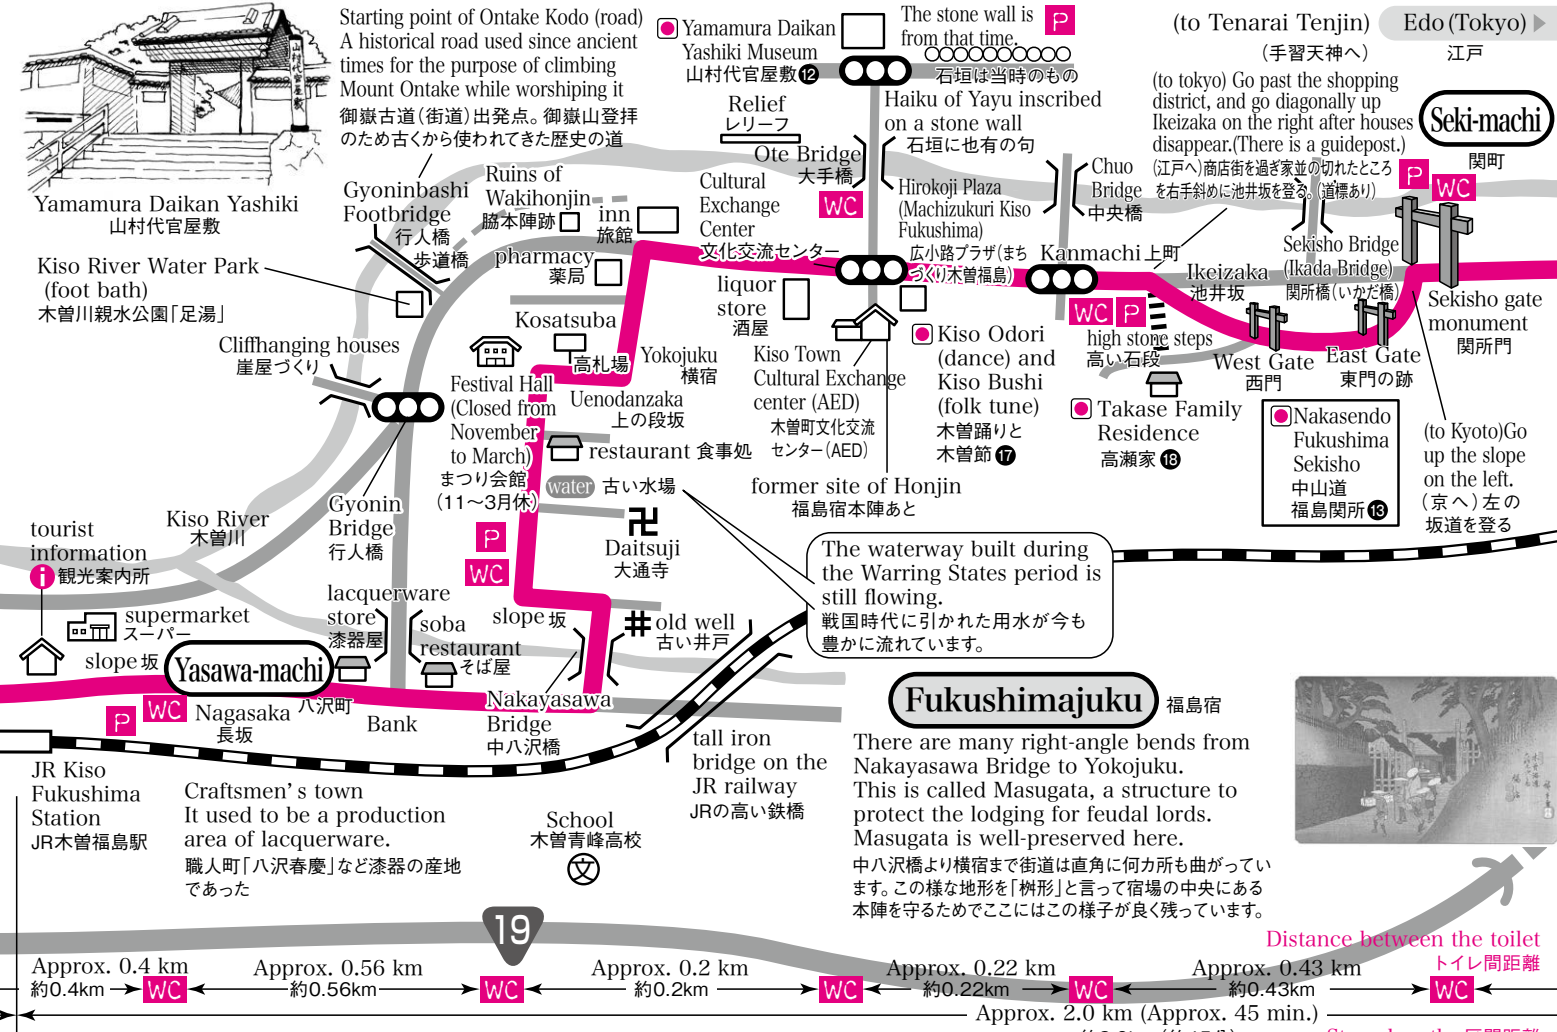 Starting point of Ontake Kodo (road)
A historical road used since ancient
times for the purpose of climbing
Mount Ontake while worshiping it
御嶽古道(街道)出発点。御嶽山登拝
のため古くから使われてきた歴史の道
山村代官屋敷
Yamamura Daikan Yashiki
山村代官屋敷
Yamamura Daikan
Yashiki Museum
山村代官屋敷⓬
The stone wall is
from that time.
P
石垣は当時のもの
(to Tenarai Tenjin)
(手習天神へ)
Edo (Tokyo)
江戸
(to tokyo) Go past the shopping
district, and go diagonally up
Ikeizaka on the right after houses
disappear.(There is a guidepost.)
(江戸へ)商店街を過ぎ家並の切れたところ
を右手斜めに池井坂を登る。(道標あり)
Seki-machi
関町
P
WC
Relief
レリーフ
Haiku of Yayu inscribed
on a stone wall
石垣に也有の句
Ote Bridge
大手橋
WC
Chuo
Bridge
中央橋
Gyoninbashi
Footbridge
行人橋
歩道橋
Ruins of
Wakihonjin
脇本陣跡
inn
旅館
pharmacy
薬局
Cultural
Exchange
Center
文化交流センター
Hirokoji Plaza
(Machizukuri Kiso
Fukushima)
広小路プラザ(まち
づくり木曽福島)
Kanmachi 上町
Ikeizaka
池井坂
Sekisho Bridge
(Ikada Bridge)
関所橋(いかだ橋)
Sekisho gate
monument
関所門
Kiso River Water Park
(foot bath)
木曽川親水公園「足湯」
Cliffhanging houses
崖屋づくり
Kosatsuba
高札場
Yokojuku
横宿
liquor
store
酒屋
WC P
high stone steps
高い石段
West Gate
西門
East Gate
東門の跡
Festival Hall
(Closed from
November
to March)
まつり会館
(11～3月休)
Uenodanzaka
上の段坂
restaurant 食事処
water 古い水場
Kiso Town
Cultural Exchange
center (AED)
木曽町文化交流
センター(AED)
Kiso Odori
(dance) and
Kiso Bushi
(folk tune)
木曽踊りと
木曽節⓱
Takase Family
Residence
高瀬家⓲
Nakasendo
Fukushima
Sekisho
中山道
福島関所⓭
(to Kyoto)Go
up the slope
on the left.
(京へ)左の
坂道を登る
former site of Honjin
福島宿本陣あと
Gyonin
Bridge
行人橋
Kiso River
木曽川
tourist
information
i 観光案内所
P
WC
卍
Daitsuji
大通寺
The waterway built during
the Warring States period is
still flowing.
戦国時代に引かれた用水が今も
豊かに流れています。
supermarket
スーパー
slope 坂
lacquerware
store
漆器屋
soba
restaurant
そば屋
slope 坂
old well
古い井戸
Yasawa-machi
八沢町
P
WC
Nagasaka
長坂
Bank
Nakayasawa
Bridge
中八沢橋
tall iron
bridge on the
JR railway
JRの高い鉄橋
JR Kiso
Fukushima
Station
JR木曽福島駅
Craftsmen's town
It used to be a production
area of lacquerware.
職人町「八沢春慶」など漆器の産地
であった
School
木曽青峰高校
文
Fukushimajuku
福島宿
There are many right-angle bends from
Nakayasawa Bridge to Yokojuku.
This is called Masugata, a structure to
protect the lodging for feudal lords.
Masugata is well-preserved here.
中八沢橋より横宿まで街道は直角に何カ所も曲がってい
ます。この様な地形を「桝形」と言って宿場の中央にある
本陣を守るためでここにはこの様子が良く残っています。
19
Distance between the toilet
トイレ間距離
Approx. 0.4 km
約0.4km
WC
Approx. 0.56 km
約0.56km
WC
Approx. 0.2 km
約0.2km
WC
Approx. 0.22 km
約0.22km
WC
Approx. 0.43 km
約0.43km
WC
Approx. 2.0 km (Approx. 45 min.)